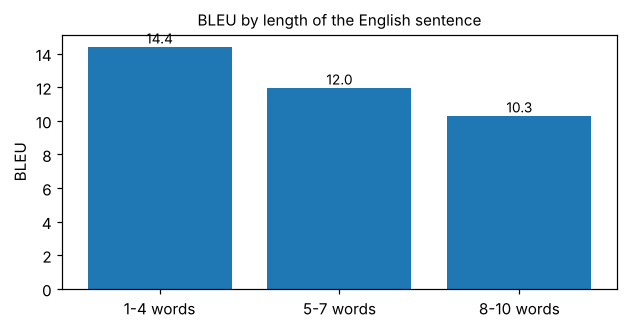 BLEU by length of the English sentence
14.4
12.0
10.3
BLEU
14
12
10
8
6
4
2
0
1-4 words
5-7 words
8-10 words